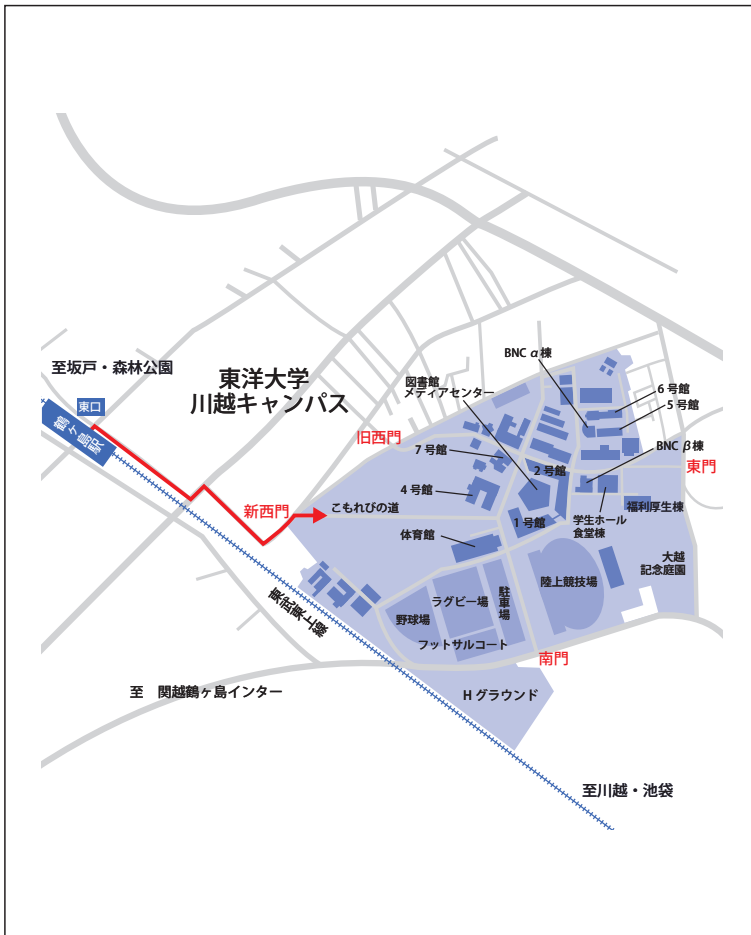 至坂戸・森林公園
東洋大学
川越キャンパス
東口
鶴ヶ島駅
BNC α棟
図書館
メディアセンター
6号館
5号館
旧西門
7号館
2号館
BNC β棟
東門
4号館
新西門
こもれびの道
1号館
学生ホール
食堂棟
福利厚生棟
体育館
大越
記念庭園
東武東上線
ラグビー場
駐車場
陸上競技場
野球場
フットサルコート
南門
至　関越鶴ヶ島インター
Hグラウンド
至川越・池袋